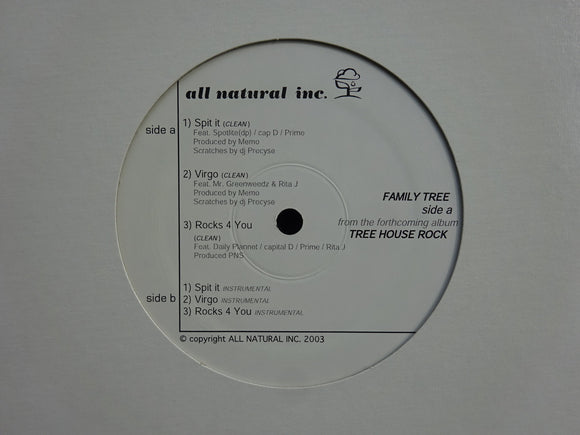 all natural inc.
side a
1) Spit it (CLEAN)
Feat. Spotlite(dp) / cap D / Prime
Produced by Memo
Scratches by dj Precyse
2) Virgo (CLEAN)
Feat. Mr. Greenweedz & Rita J
Produced by Memo
Scratches by dj Precyse
3) Rocks 4 You
(CLEAN)
Feat. Daily Plannet / capital D / Prime / Rita J
Produced PNS
FAMILY TREE
side a
from the forthcoming album
TREE HOUSE ROCK
side b
1) Spit it INSTRUMENTAL
2) Virgo INSTRUMENTAL
3) Rocks 4 You INSTRUMENTAL
© copyright ALL NATURAL INC. 2003